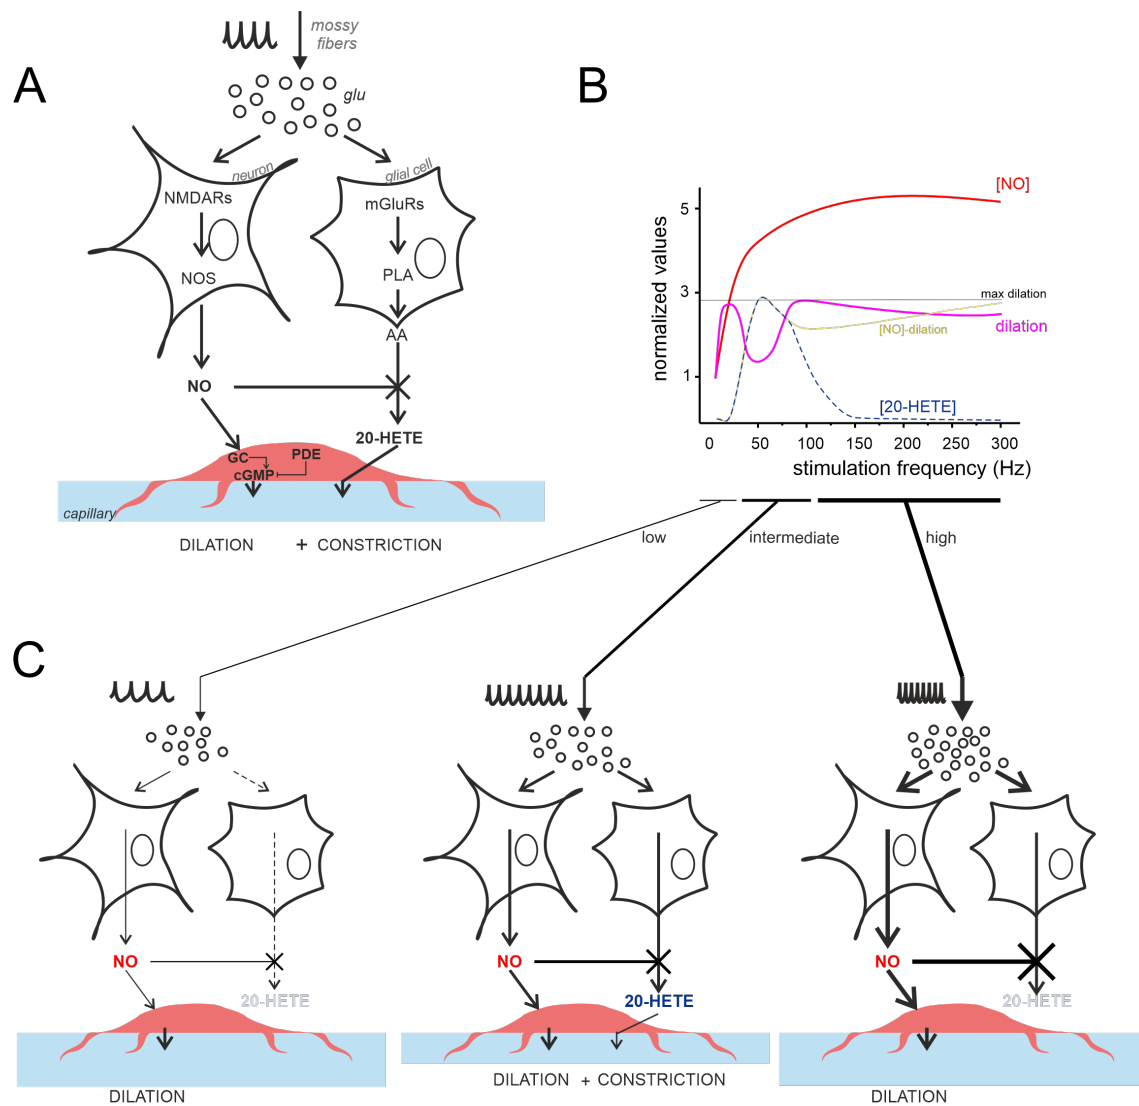 A
mossy
fibers
glu
neuron
glial cell
NMDARs
mGluRs
NOS
PLA
AA
NO
20-HETE
GC
PDE
cGMP
capillary
DILATION + CONSTRICTION
B
normalized values
5
3
1
[NO]
max dilation
[NO]-dilation
dilation
[20-HETE]
0 50 100 150 200 250 300
stimulation frequency (Hz)
low
intermediate
high
C
NO
20-HETE
DILATION
NO
20-HETE
DILATION + CONSTRICTION
NO
20-HETE
DILATION